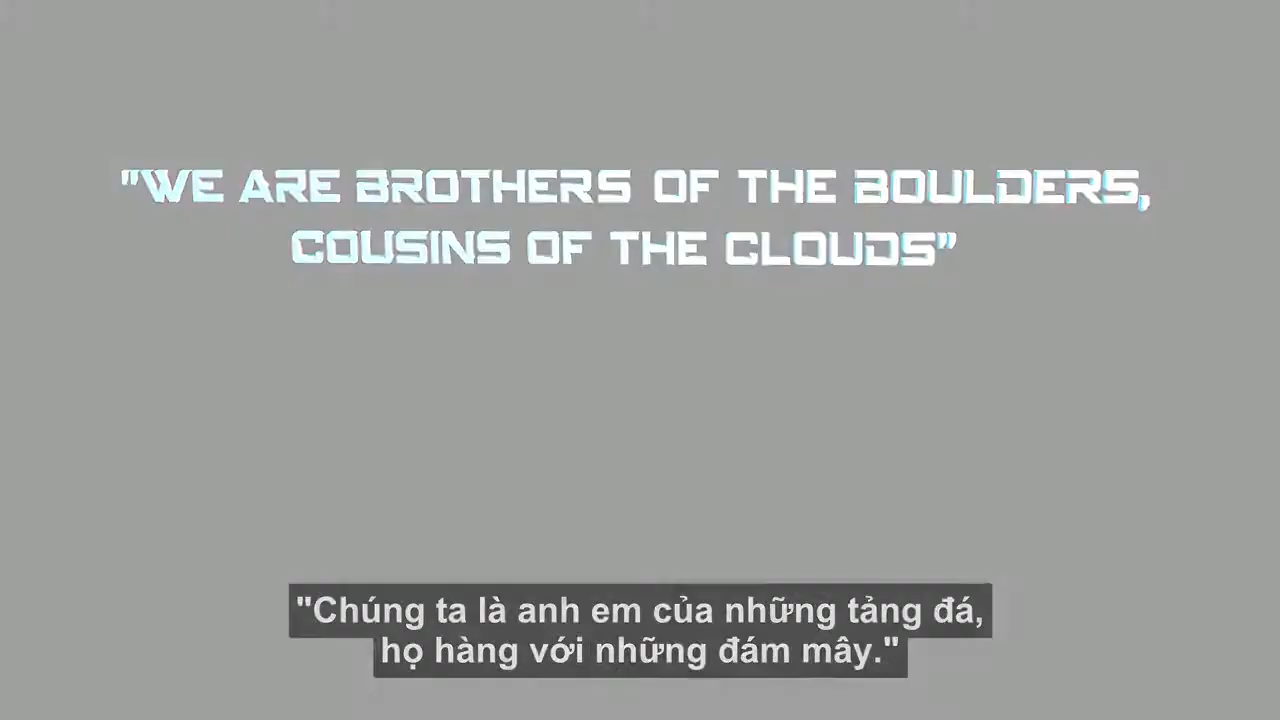 "WE ARE BROTHERS OF THE BOULDERS,
COUSINS OF THE CLOUDS"
"Chúng ta là anh em của những tảng đá,
họ hàng với những đám mây."